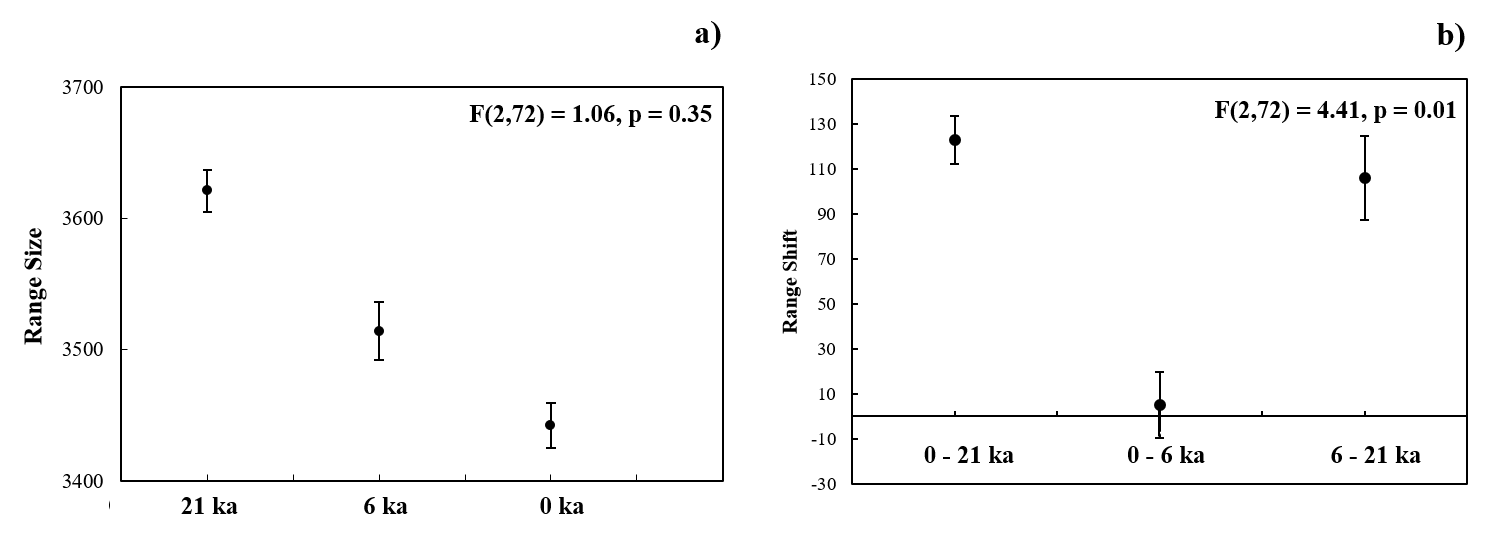 a)
3700
F(2,72) = 1.06, p = 0.35
3600
3500
3400
Range Size
21 ka 6 ka 0 ka
b)
150
F(2,72) = 4.41, p = 0.01
130
110
90
70
50
30
10
-10
-30
Range Shift
0 - 21 ka 0 - 6 ka 6 - 21 ka